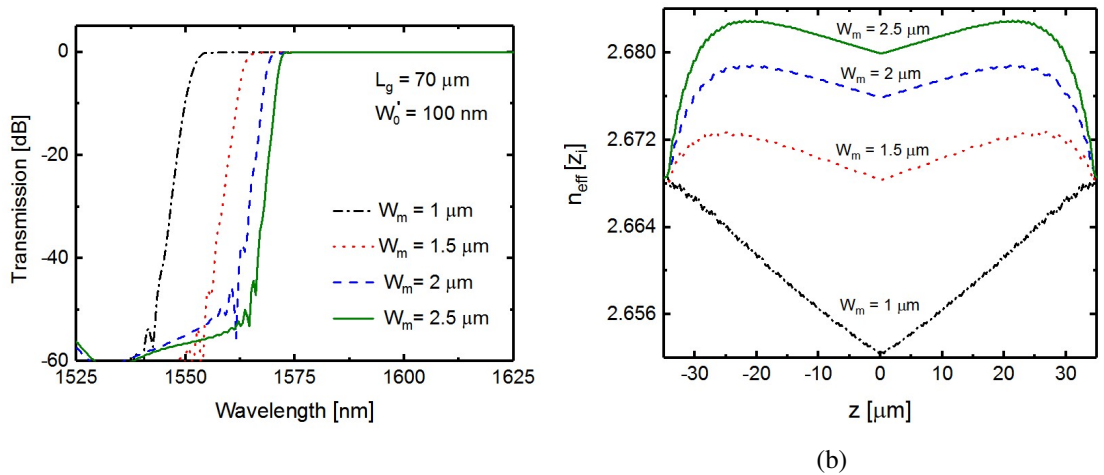 0
-20
-40
-60
Transmission [dB]
L_g = 70 μm
W_0' = 100 nm
W_m = 1 μm
W_m = 1.5 μm
W_m = 2 μm
W_m = 2.5 μm
1525 1550 1575 1600 1625
Wavelength [nm]
2.680
2.672
2.664
2.656
n_eff [z_i]
W_m = 2.5 μm
W_m = 2 μm
W_m = 1.5 μm
W_m = 1 μm
-30 -20 -10 0 10 20 30
z [μm]
(b)